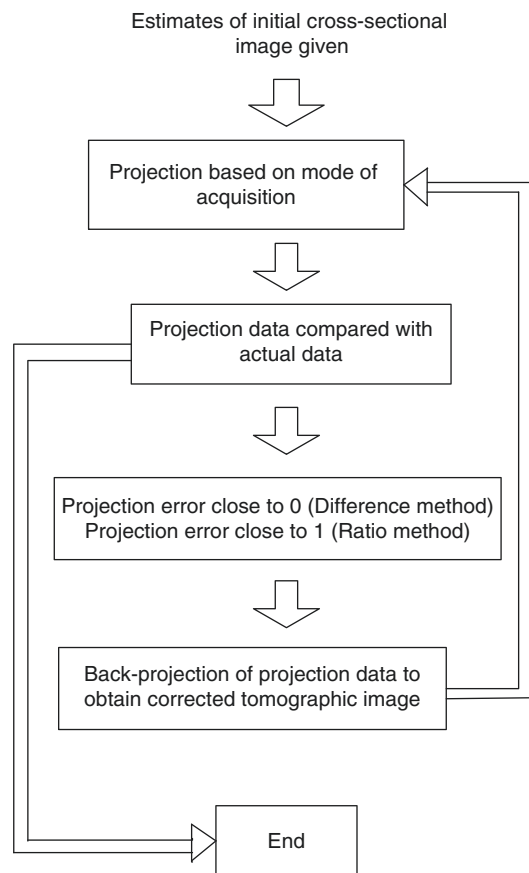 Estimates of initial cross-sectional
image given
Projection based on mode of
acquisition
Projection data compared with
actual data
Projection error close to 0 (Difference method)
Projection error close to 1 (Ratio method)
Back-projection of projection data to
obtain corrected tomographic image
End